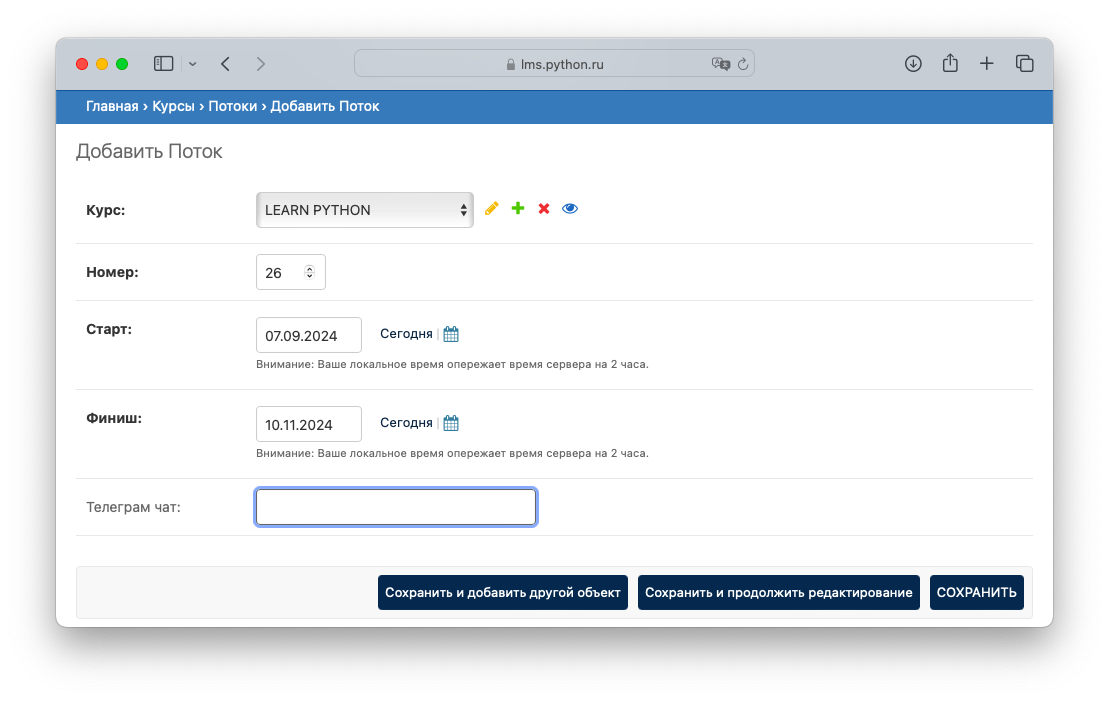 lms.python.ru
Главная › Курсы › Потоки › Добавить Поток
Добавить Поток
Курс: LEARN PYTHON
Номер: 26
Старт: 07.09.2024 Сегодня |
Внимание: Ваше локальное время опережает время сервера на 2 часа.
Финиш: 10.11.2024 Сегодня |
Внимание: Ваше локальное время опережает время сервера на 2 часа.
Телеграм чат:
Сохранить и добавить другой объект Сохранить и продолжить редактирование СОХРАНИТЬ